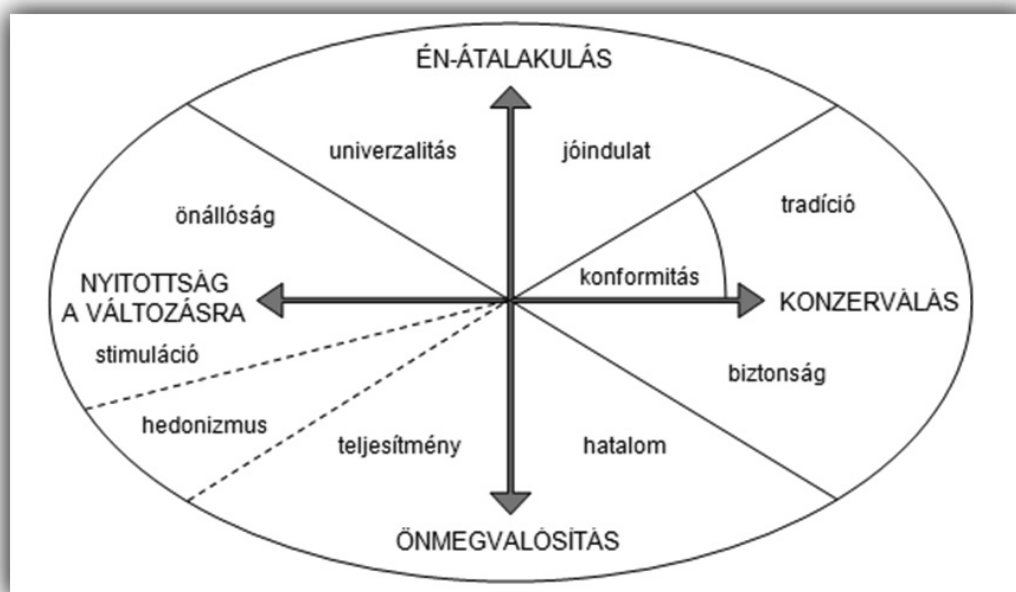 ÉN-ÁTALAKULÁS
univerzalitás
jóindulat
tradíció
önállóság
konformitás
NYITOTTSÁG
A VÁLTOZÁSRA
KONZERVÁLÁS
stimuláció
biztonság
hedonizmus
teljesítmény
hatalom
ÖNMEGVALÓSÍTÁS